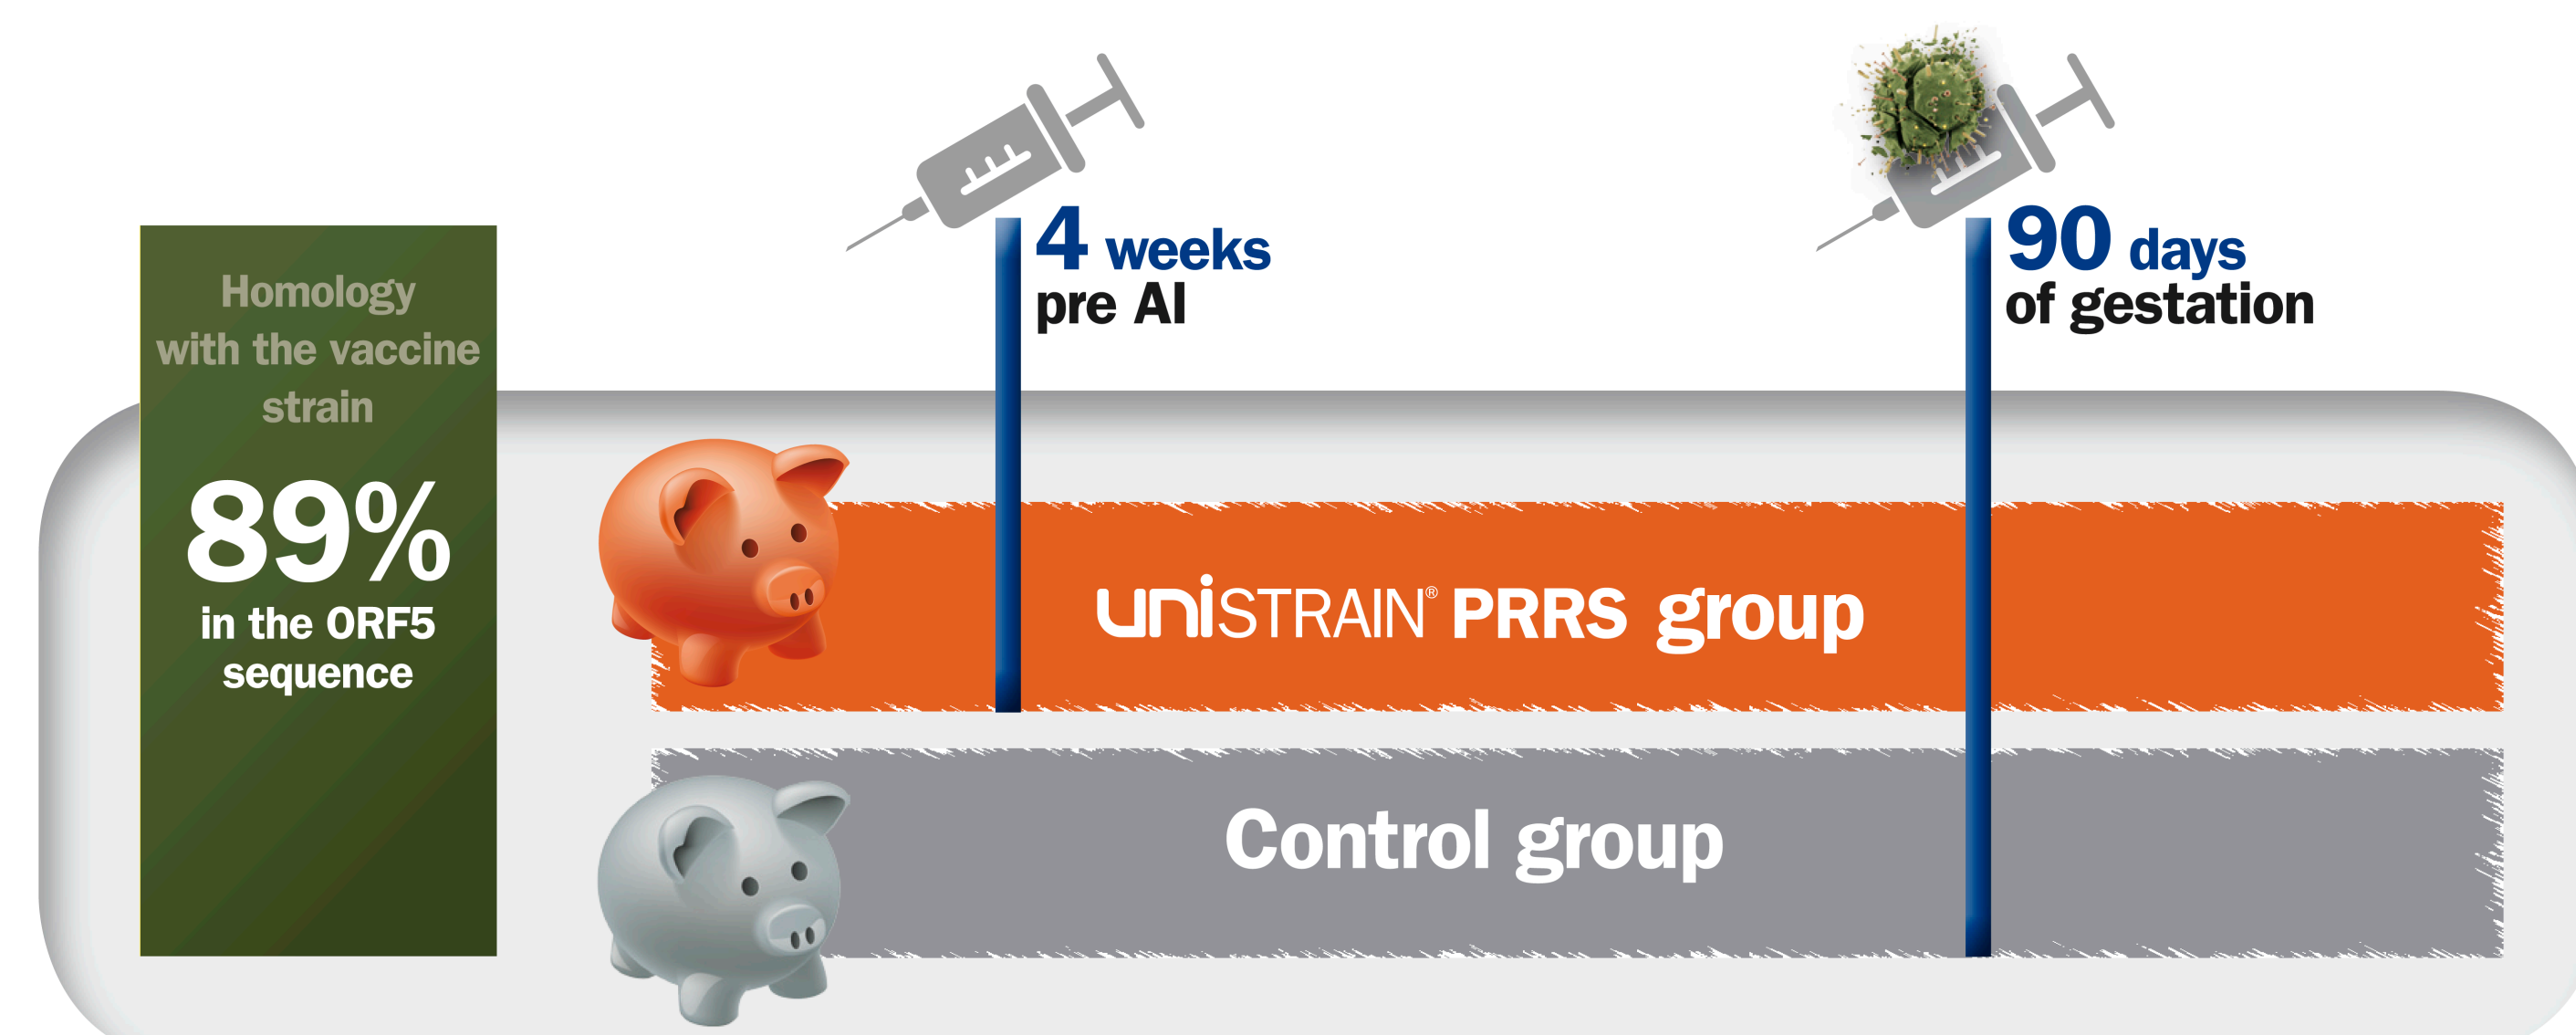 Homology
with the vaccine
strain
89%
in the ORF5
sequence
4 weeks
pre AI
90 days
of gestation
uniSTRAIN® PRRS group
Control group